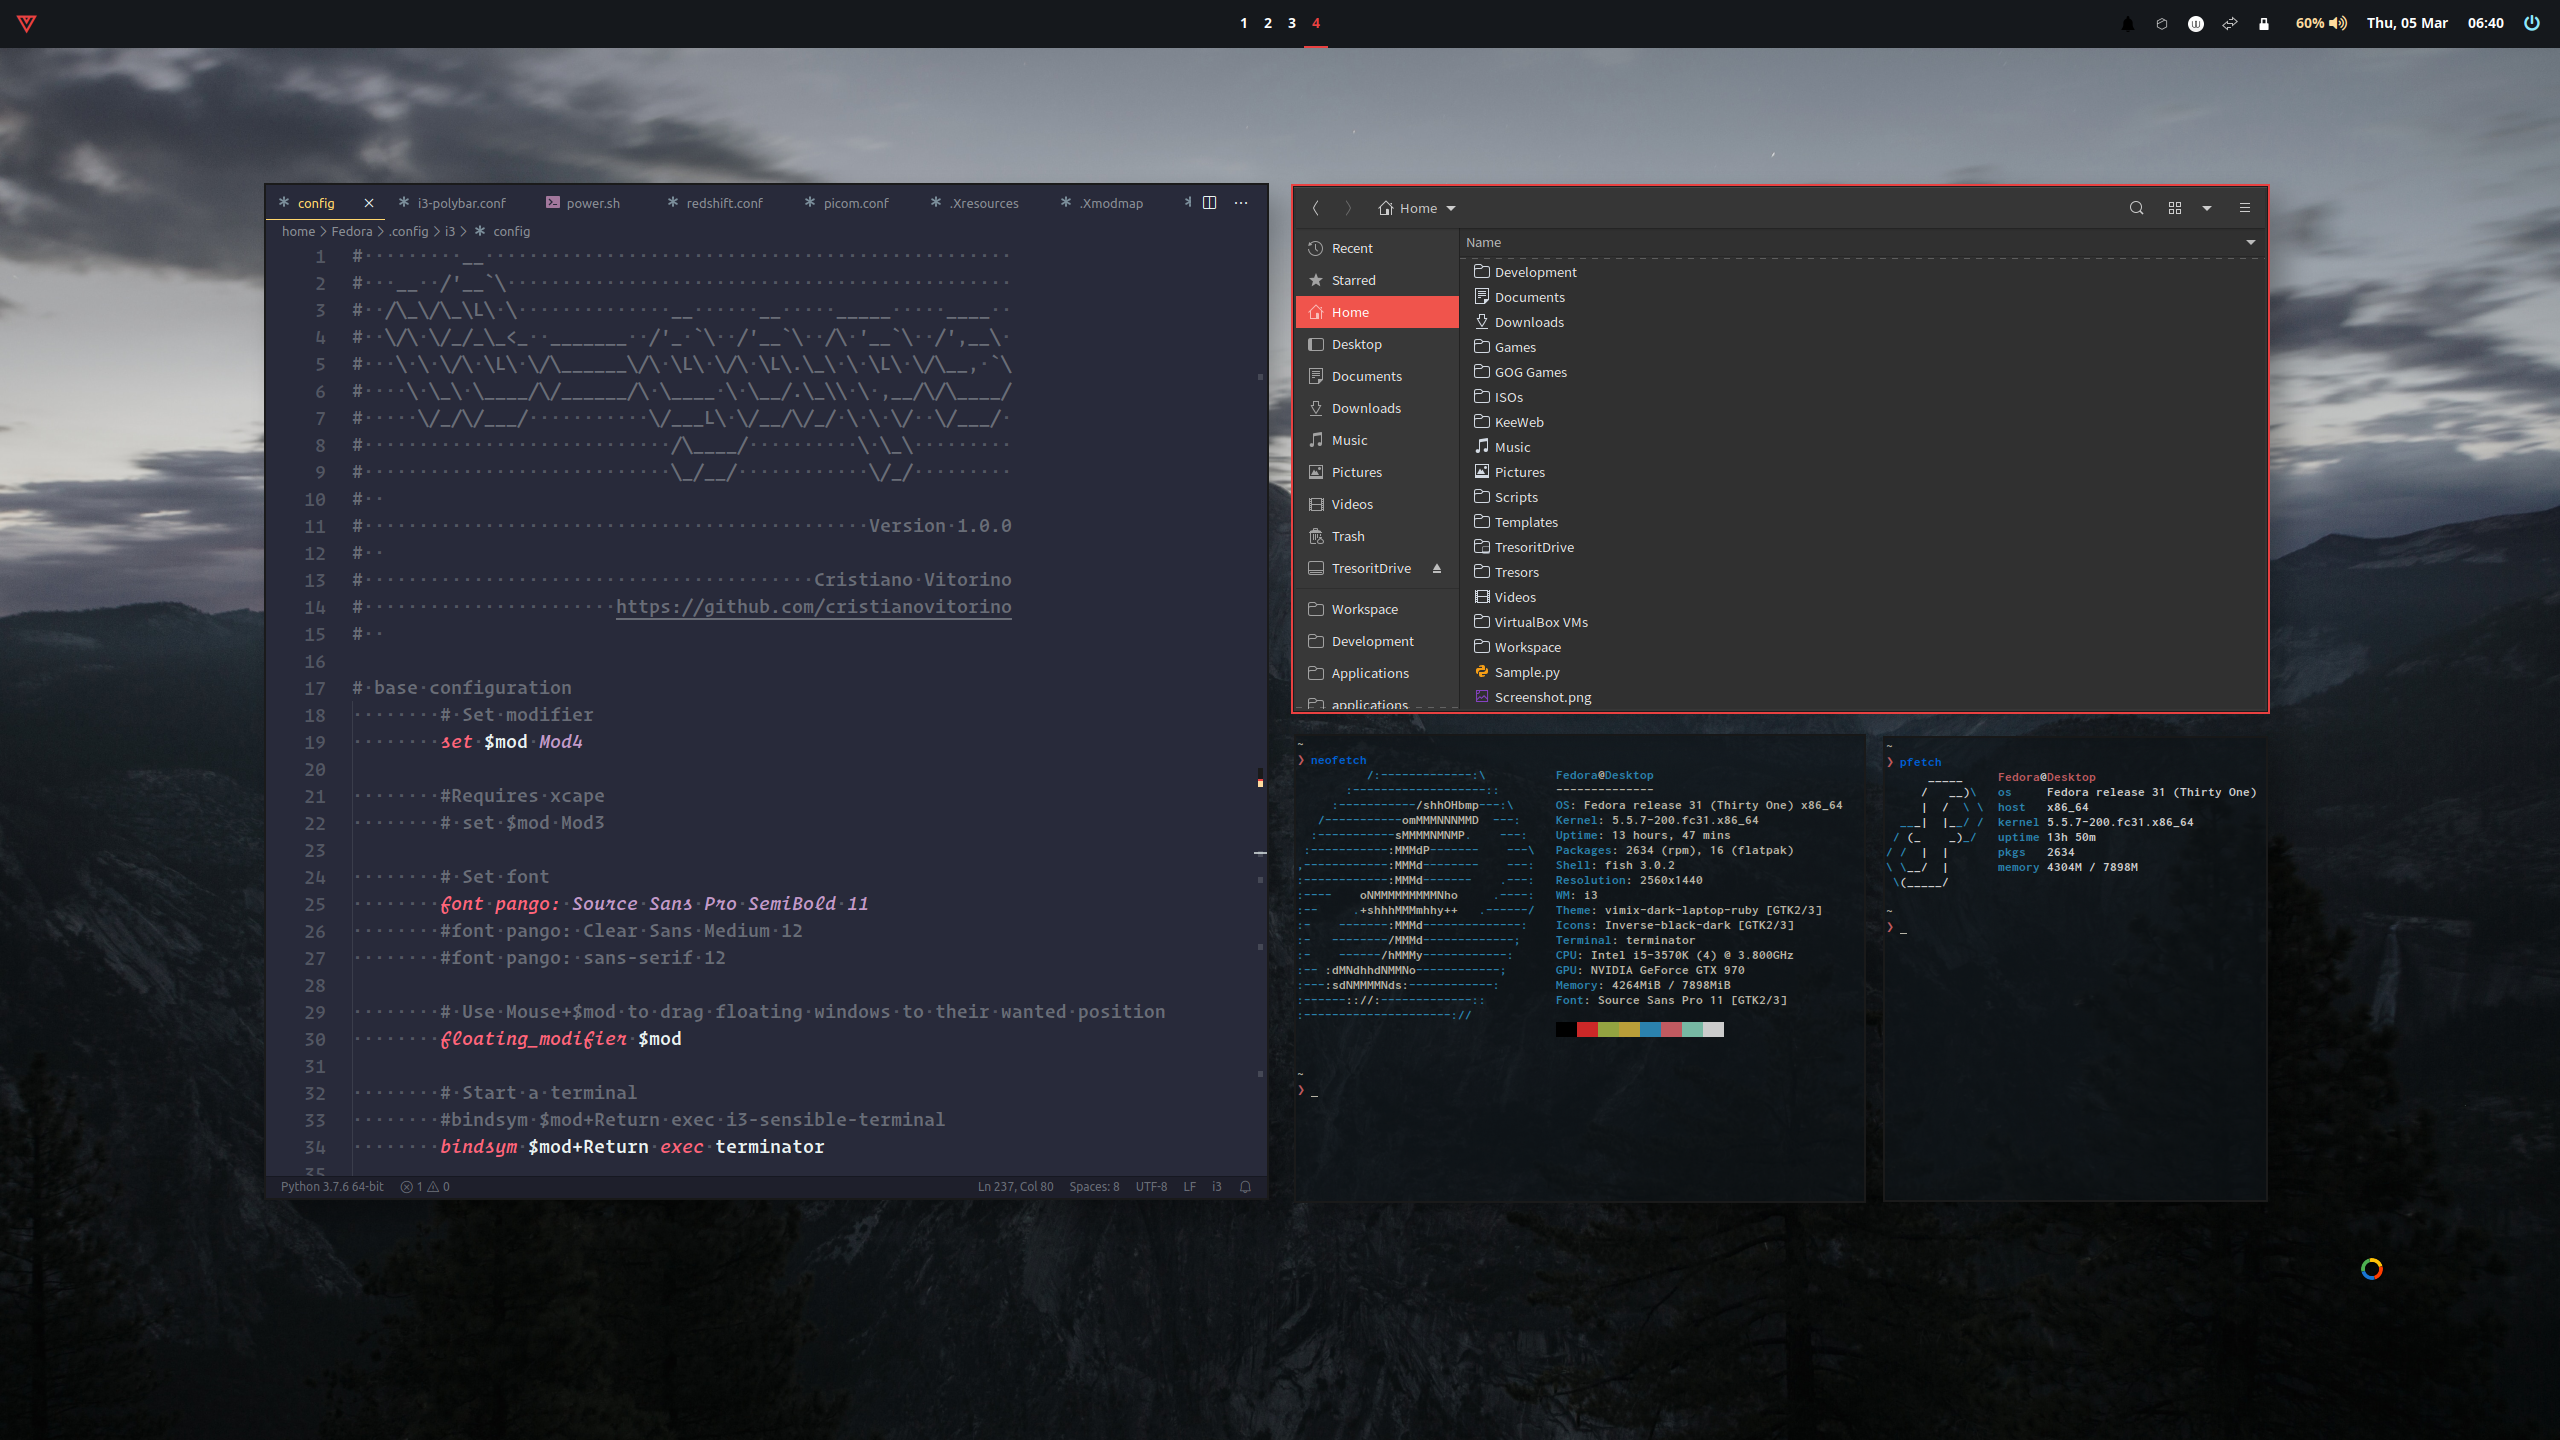 1 2 3 4
60% Thu, 05 Mar 06:40
config i3-polybar.conf power.sh redshift.conf picom.conf .Xresources .Xmodmap
home > Fedora > .config > i3 > config
1 #
2 #
3 #
4 #
5 #
6 #
7 #
8 #
9 #
10 #
11 # Version 1.0.0
12 #
13 # Cristiano Vitorino
14 # https://github.com/cristianovitorino
15 #
16
17 # base configuration
18 # Set modifier
19 set $mod Mod4
20
21 #Requires xcape
22 # set $mod Mod3
23
24 # Set font
25 font pango: Source Sans Pro SemiBold 11
26 #font pango: Clear Sans Medium 12
27 #font pango: sans-serif 12
28
29 # Use Mouse+$mod to drag floating windows to their wanted position
30 floating_modifier $mod
31
32 # Start a terminal
33 #bindsym $mod+Return exec i3-sensible-terminal
34 bindsym $mod+Return exec terminator
35
Python 3.7.6 64-bit 1 0 Ln 237, Col 80 Spaces: 8 UTF-8 LF i3
Home
Recent
Starred
Home
Desktop
Documents
Downloads
Music
Pictures
Videos
Trash
TresoritDrive
Workspace
Development
Applications
applications
Name
Development
Documents
Downloads
Games
GOG Games
ISOs
KeeWeb
Music
Pictures
Scripts
Templates
TresoritDrive
Tresors
Videos
VirtualBox VMs
Workspace
Sample.py
Screenshot.png
~
❯ neofetch
Fedora@Desktop
--------------
OS: Fedora release 31 (Thirty One) x86_64
Kernel: 5.5.7-200.fc31.x86_64
Uptime: 13 hours, 47 mins
Packages: 2634 (rpm), 16 (flatpak)
Shell: fish 3.0.2
Resolution: 2560x1440
WM: i3
Theme: vimix-dark-laptop-ruby [GTK2/3]
Icons: Inverse-black-dark [GTK2/3]
Terminal: terminator
CPU: Intel i5-3570K (4) @ 3.800GHz
GPU: NVIDIA GeForce GTX 970
Memory: 4264MiB / 7898MiB
Font: Source Sans Pro 11 [GTK2/3]
~
❯ _
~
❯ pfetch
Fedora@Desktop
os Fedora release 31 (Thirty One)
host x86_64
kernel 5.5.7-200.fc31.x86_64
uptime 13h 50m
pkgs 2634
memory 4304M / 7898M
~
❯ _